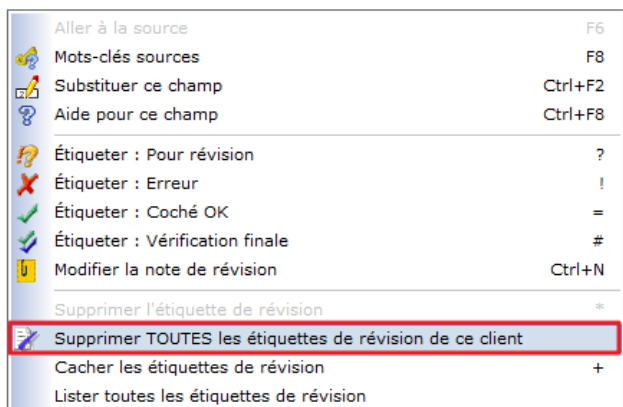 Aller à la source F6
Mots-clés sources F8
Substituer ce champ Ctrl+F2
Aide pour ce champ Ctrl+F8
Étiqueter : Pour révision ?
Étiqueter : Erreur !
Étiqueter : Coché OK =
Étiqueter : Vérification finale #
Modifier la note de révision Ctrl+N
Supprimer l'étiquette de révision *
Supprimer TOUTES les étiquettes de révision de ce client
Cacher les étiquettes de révision +
Lister toutes les étiquettes de révision